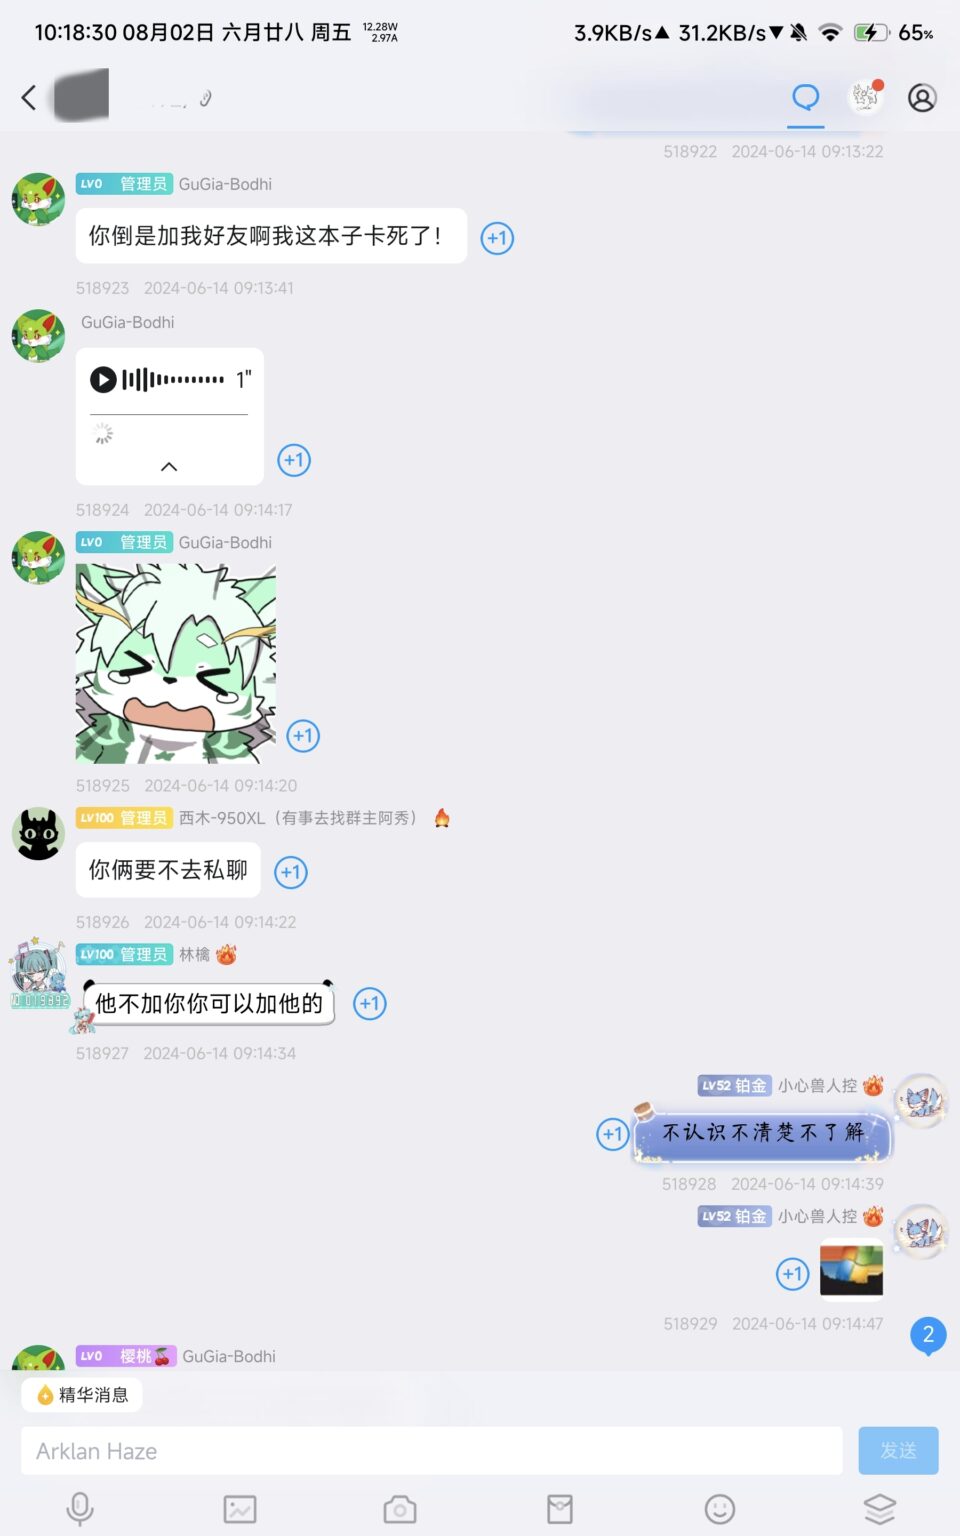 10:18:30 08月02日 六月廿八 周五 12.28W 2.97A 3.9KB/s▲ 31.2KB/s▼ 65%
518922 2024-06-14 09:13:22
LV0 管理员 GuGia-Bodhi
你倒是加我好友啊我这本子卡死了!
+1
518923 2024-06-14 09:13:41
GuGia-Bodhi
1"
+1
518924 2024-06-14 09:14:17
LV0 管理员 GuGia-Bodhi
+1
518925 2024-06-14 09:14:20
LV100 管理员 西木-950XL（有事去找群主阿秀）
你俩要不去私聊
+1
518926 2024-06-14 09:14:22
LV100 管理员 林檎
他不加你你可以加他的
+1
518927 2024-06-14 09:14:34
LV52 铂金 小心兽人控
+1
不认识不清楚不了解
518928 2024-06-14 09:14:39
LV52 铂金 小心兽人控
+1
518929 2024-06-14 09:14:47
2
LV0 樱桃🍒 GuGia-Bodhi
精华消息
Arklan Haze
发送